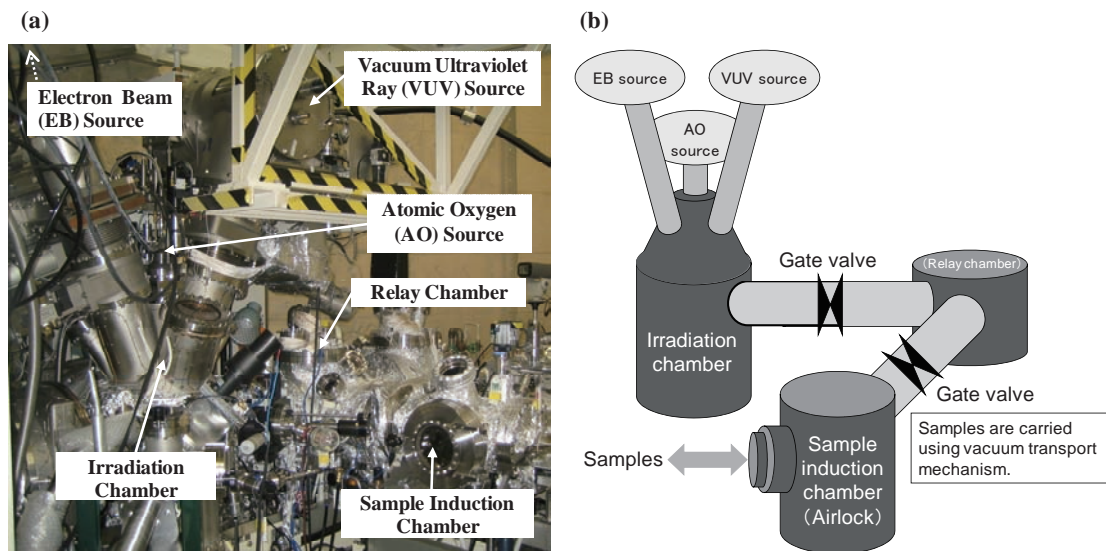 (a)
Electron Beam
(EB) Source
Vacuum Ultraviolet
Ray (VUV) Source
Atomic Oxygen
(AO) Source
Relay Chamber
Irradiation
Chamber
Sample Induction
Chamber
(b)
EB source
VUV source
AO
source
Gate valve
(Relay chamber)
Irradiation
chamber
Gate valve
Samples are carried
using vacuum transport
mechanism.
Samples
Sample
induction
chamber
(Airlock)